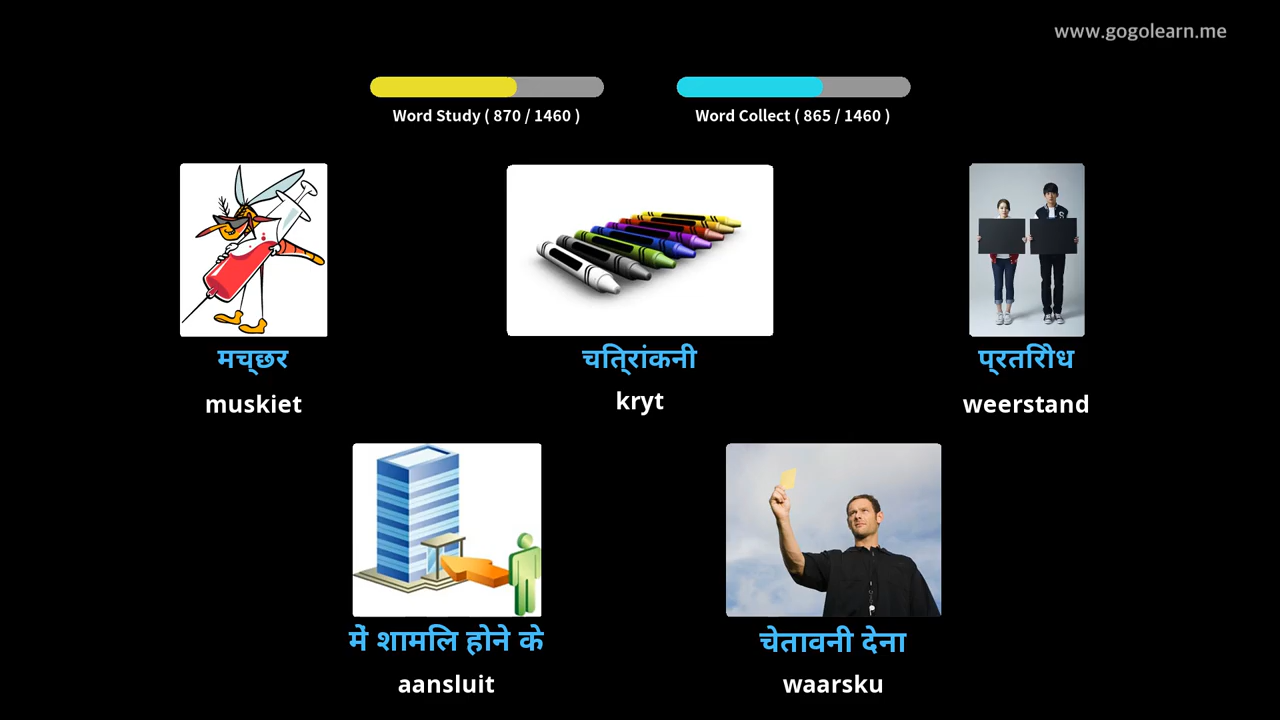 www.gogolearn.me
Word Study ( 870 / 1460 )
Word Collect ( 865 / 1460 )
मच्छर
चित्रांकनी
प्रतिरोध
muskiet
kryt
weerstand
में शामिल होने के
चेतावनी देना
aansluit
waarsku